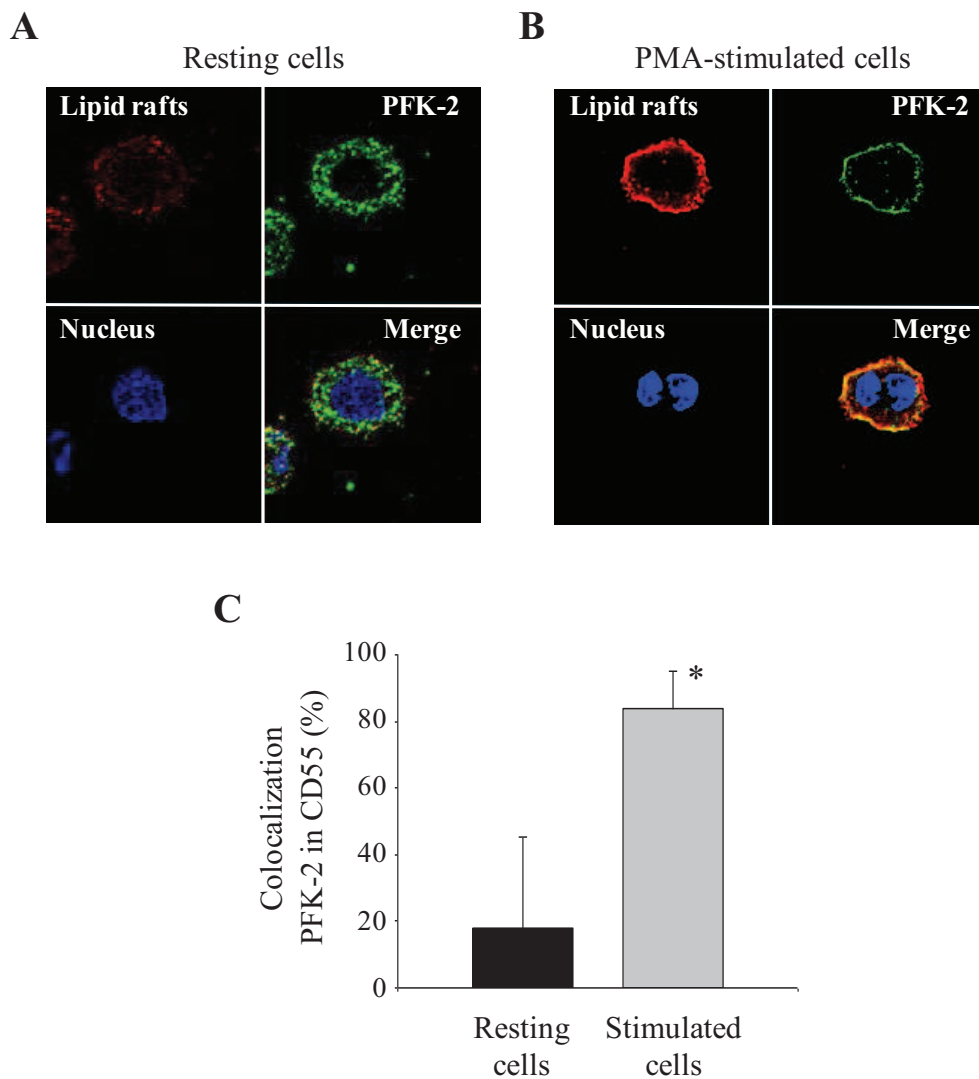 A
Resting cells
Lipid rafts
PFK-2
Nucleus
Merge
B
PMA-stimulated cells
Lipid rafts
PFK-2
Nucleus
Merge
C
Colocalization
PFK-2 in CD55 (%)
100
80
60
40
20
0
*
Resting
cells
Stimulated
cells